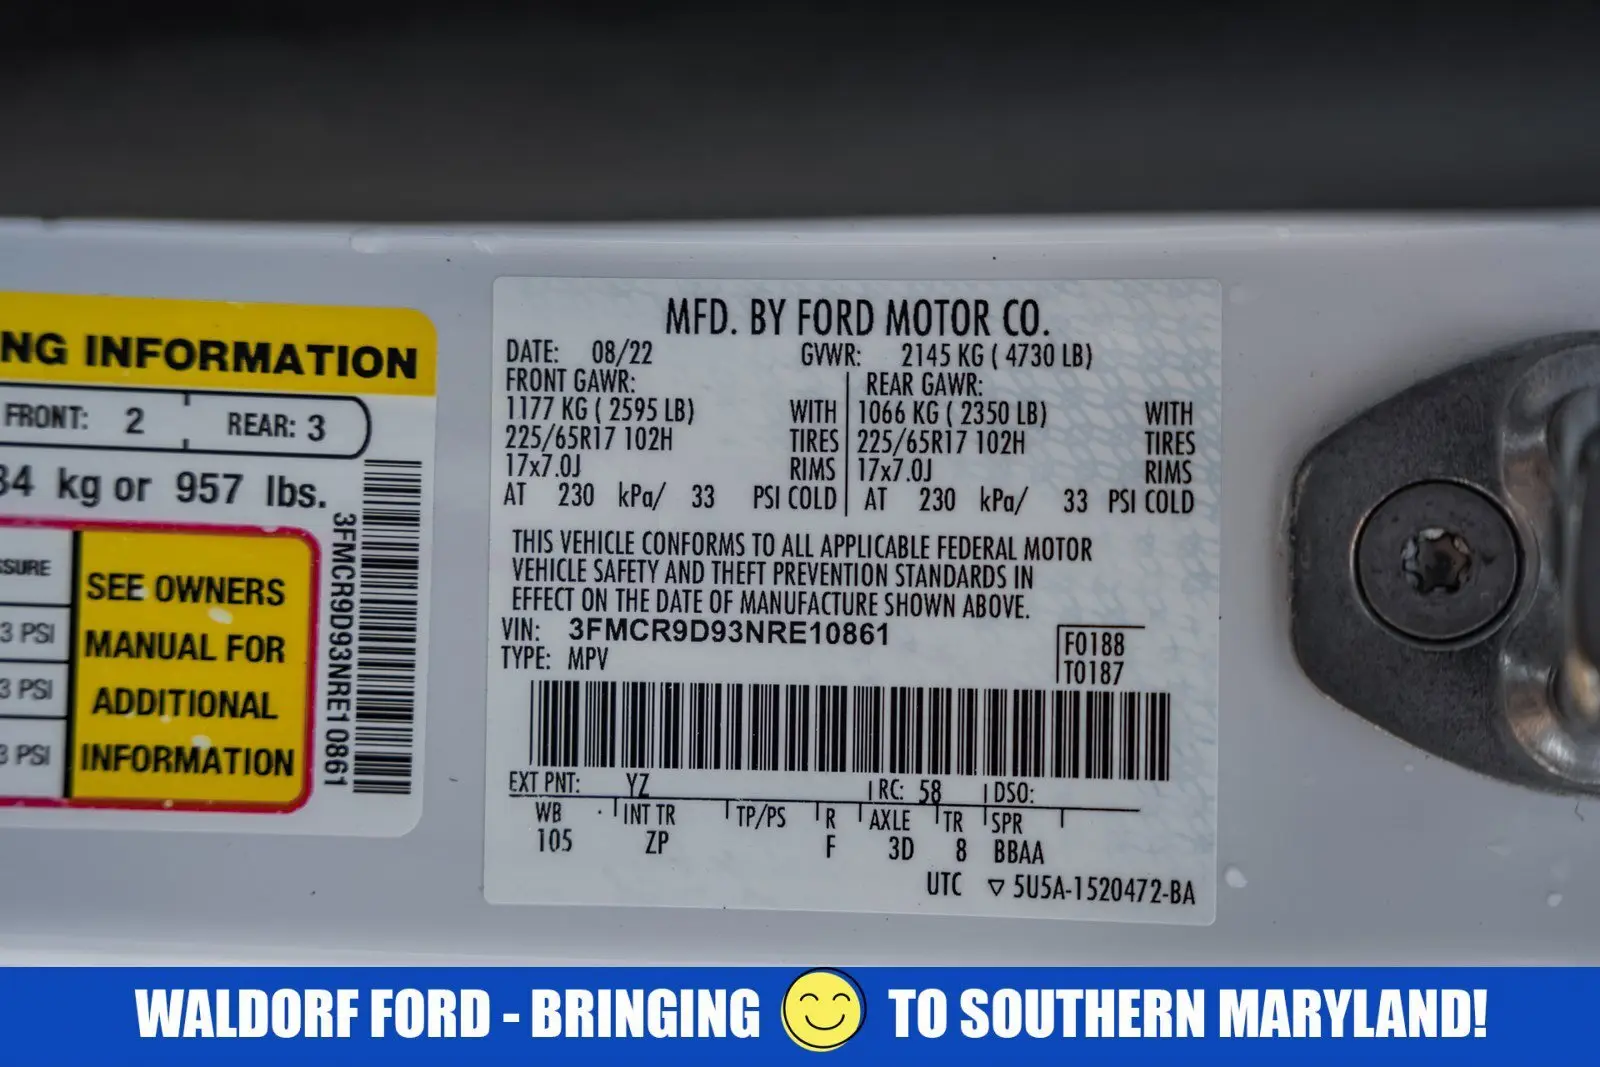 NG INFORMATION
FRONT: 2 REAR: 3
34 kg or 957 lbs.
3FMCR9D93NRE10861
SSURE
3 PSI
3 PSI
3 PSI
SEE OWNERS
MANUAL FOR
ADDITIONAL
INFORMATION
MFD. BY FORD MOTOR CO.
DATE: 08/22 GVWR: 2145 KG ( 4730 LB)
FRONT GAWR: REAR GAWR:
1177 KG ( 2595 LB) WITH 1066 KG ( 2350 LB) WITH
225/65R17 102H TIRES 225/65R17 102H TIRES
17x7.0J RIMS 17x7.0J RIMS
AT 230 kPa/ 33 PSI COLD AT 230 kPa/ 33 PSI COLD
THIS VEHICLE CONFORMS TO ALL APPLICABLE FEDERAL MOTOR
VEHICLE SAFETY AND THEFT PREVENTION STANDARDS IN
EFFECT ON THE DATE OF MANUFACTURE SHOWN ABOVE.
VIN: 3FMCR9D93NRE10861 F0188
TYPE: MPV T0187
EXT PNT: YZ RC: 58 DSO:
WB INT TR TP/PS R AXLE TR SPR
105 ZP F 3D 8 BBAA
UTC ▽ 5U5A-1520472-BA
WALDORF FORD - BRINGING TO SOUTHERN MARYLAND!